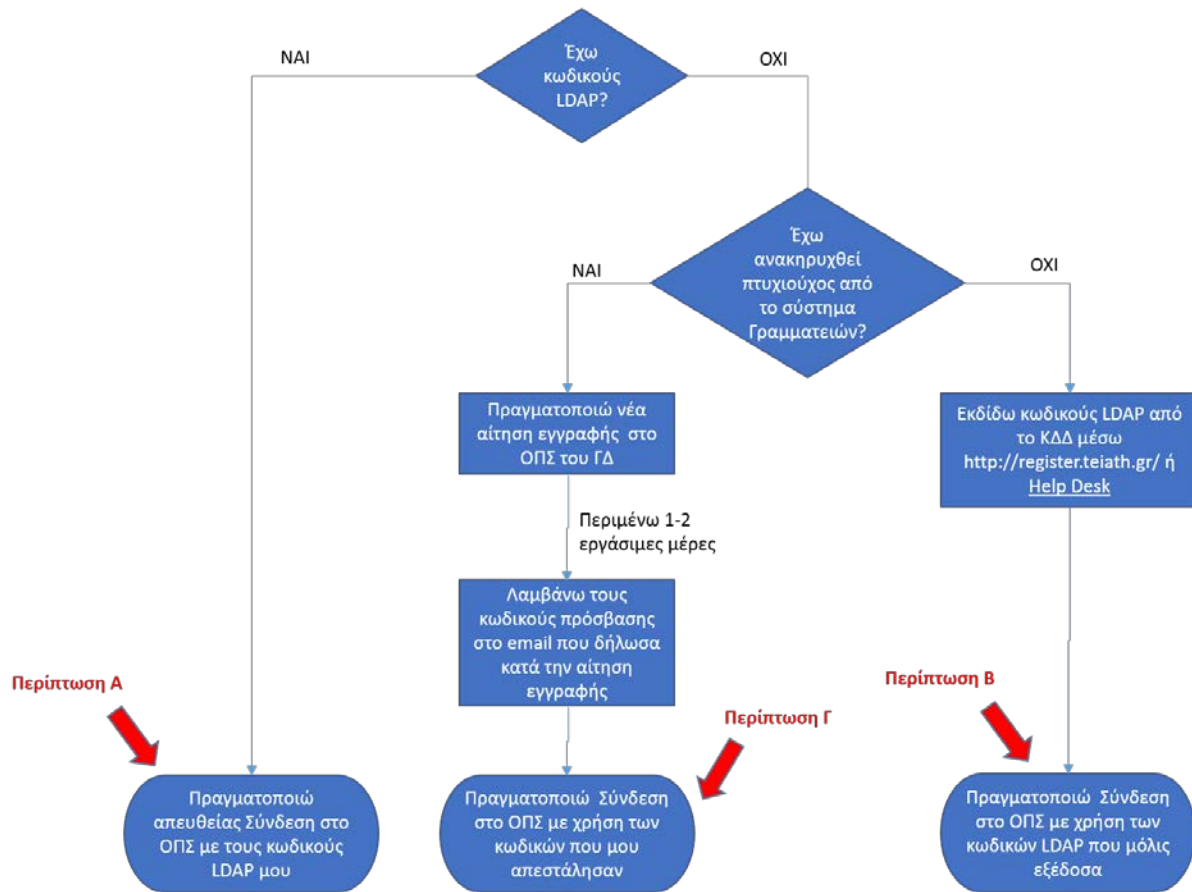 Έχω
κωδικούς
LDAP?
ΝΑΙ
ΟΧΙ
Έχω
ανακηρυχθεί
πτυχιούχος από
το σύστημα
Γραμματειών?
ΝΑΙ
ΟΧΙ
Πραγματοποιώ νέα
αίτηση εγγραφής στο
ΟΠΣ του ΓΔ
Εκδίδω κωδικούς LDAP από
το ΚΔΔ μέσω
http://register.teiath.gr/ ή
Help Desk
Περιμένω 1-2
εργάσιμες μέρες
Λαμβάνω τους
κωδικούς πρόσβασης
στο email που δήλωσα
κατά την αίτηση
εγγραφής
Περίπτωση Α
Περίπτωση Γ
Περίπτωση Β
Πραγματοποιώ
απευθείας Σύνδεση στο
ΟΠΣ με τους κωδικούς
LDAP μου
Πραγματοποιώ Σύνδεση
στο ΟΠΣ με χρήση των
κωδικών που μου
απεστάλησαν
Πραγματοποιώ Σύνδεση
στο ΟΠΣ με χρήση των
κωδικών LDAP που μόλις
εξέδοσα